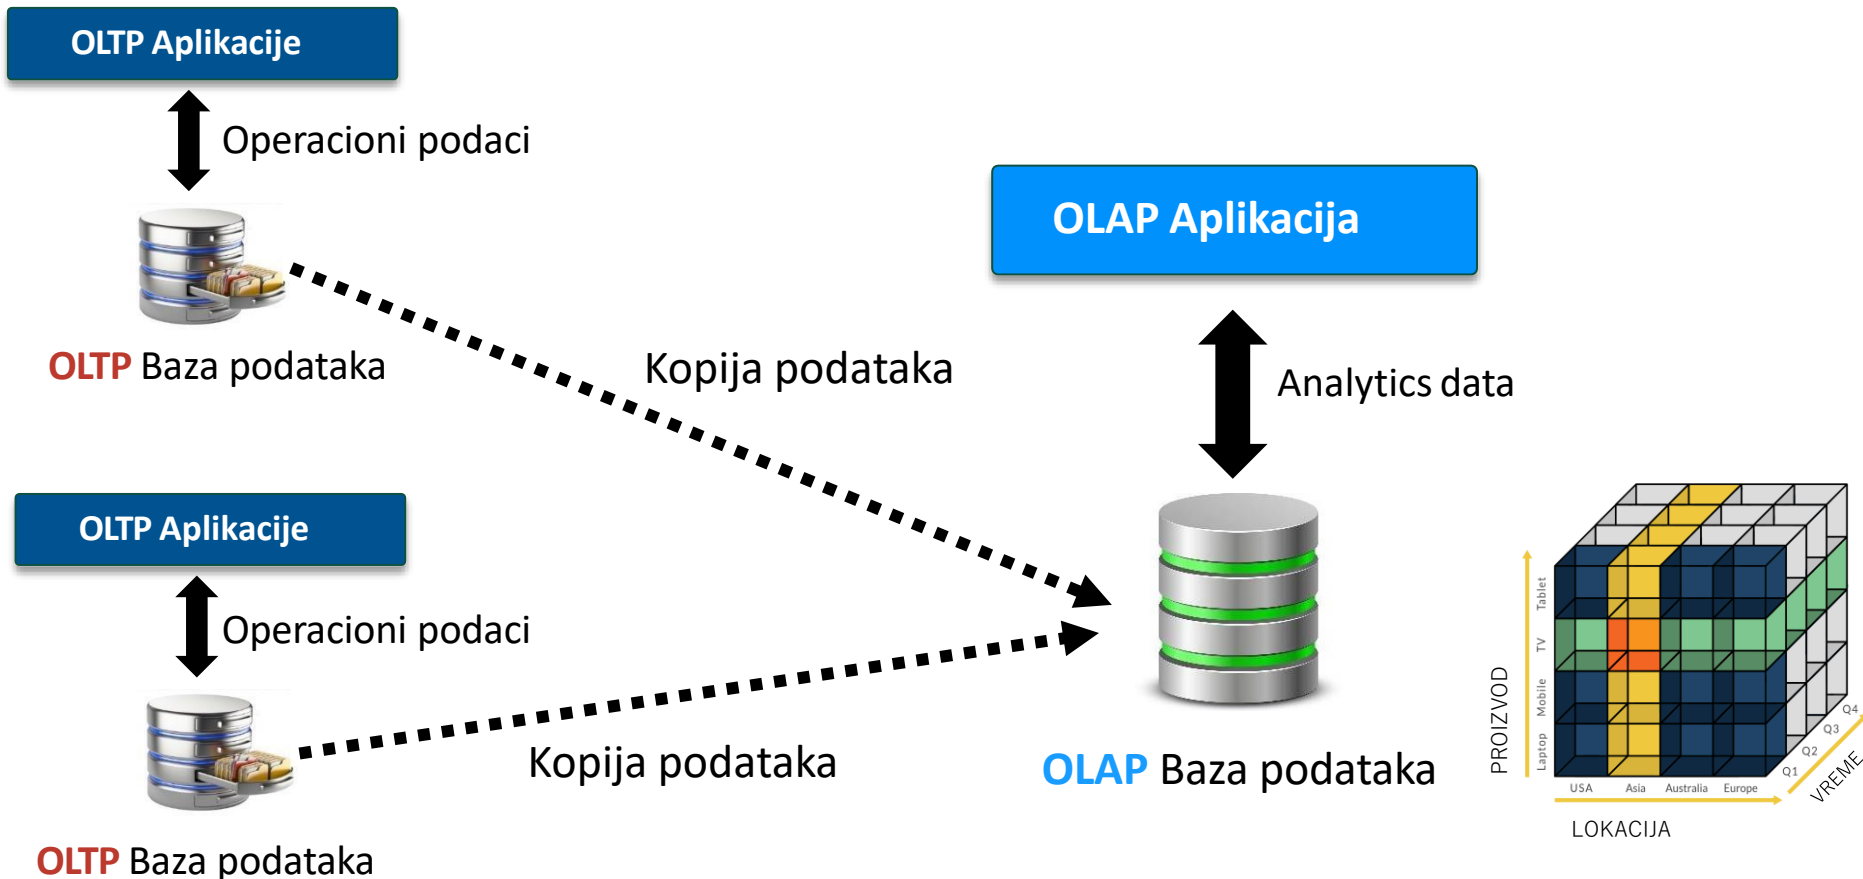 OLTP Aplikacije
Operacioni podaci
OLTP Baza podataka
Kopija podataka
OLTP Aplikacije
Operacioni podaci
OLTP Baza podataka
Kopija podataka
OLAP Aplikacija
Analytics data
OLAP Baza podataka
PROIZVOD
Tablet
TV
Mobile
Laptop
USA
Asia
Australia
Europe
LOKACIJA
Q1
Q2
Q3
Q4
VREME